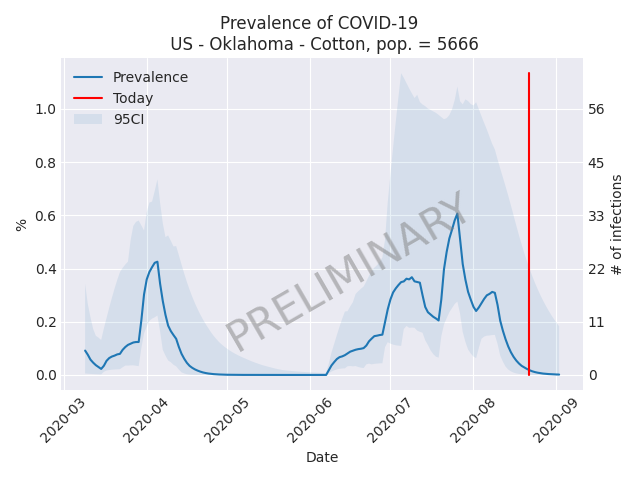 Prevalence of COVID-19
US - Oklahoma - Cotton, pop. = 5666
Prevalence
Today
95CI
1.0
0.8
0.6
0.4
0.2
0.0
%
56
45
33
22
11
0
# of infections
PRELIMINARY
2020-03
2020-04
2020-05
2020-06
2020-07
2020-08
2020-09
Date